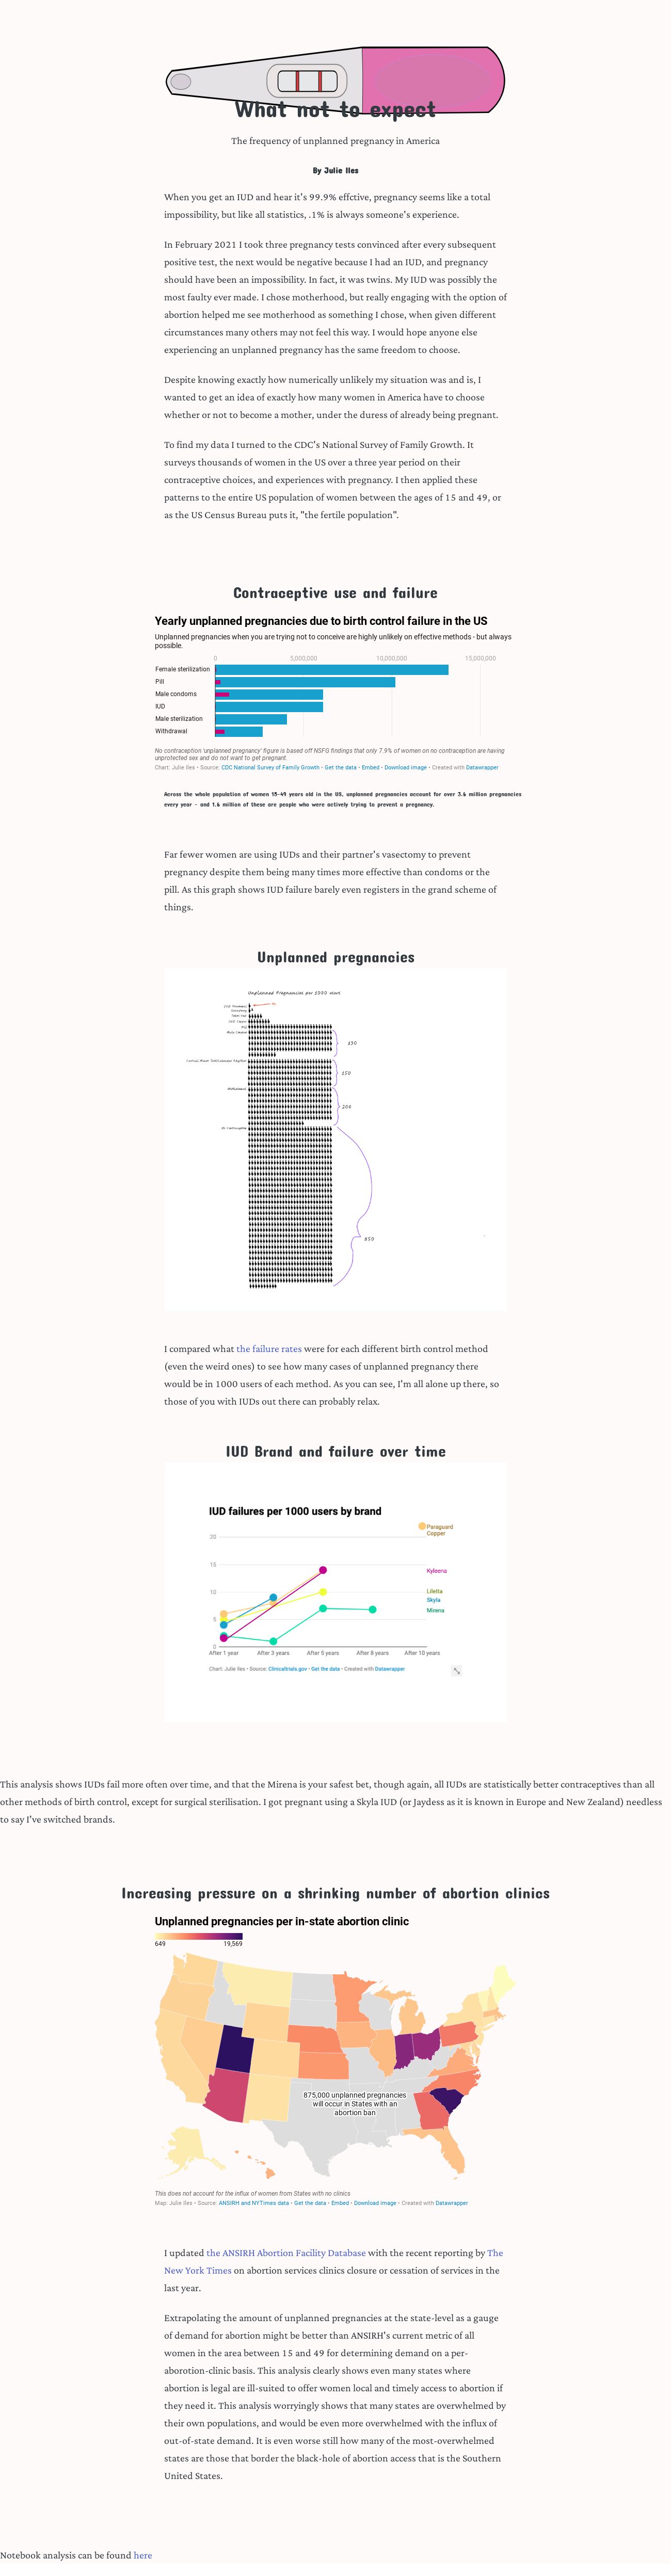 What not to expect
The frequency of unplanned pregnancy in America
By Julie Iles
When you get an IUD and hear it's 99.9% effctive, pregnancy seems like a total
impossibility, but like all statistics, .1% is always someone's experience.
In February 2021 I took three pregnancy tests convinced after every subsequent
positive test, the next would be negative because I had an IUD, and pregnancy
should have been an impossibility. In fact, it was twins. My IUD was possibly the
most faulty ever made. I chose motherhood, but really engaging with the option of
abortion helped me see motherhood as something I chose, when given different
circumstances many others may not feel this way. I would hope anyone else
experiencing an unplanned pregnancy has the same freedom to choose.
Despite knowing exactly how numerically unlikely my situation was and is, I
wanted to get an idea of exactly how many women in America have to choose
whether or not to become a mother, under the duress of already being pregnant.
To find my data I turned to the CDC's National Survey of Family Growth. It
surveys thousands of women in the US over a three year period on their
contraceptive choices, and experiences with pregnancy. I then applied these
patterns to the entire US population of women between the ages of 15 and 49, or
as the US Census Bureau puts it, "the fertile population".
Contraceptive use and failure
Yearly unplanned pregnancies due to birth control failure in the US
Unplanned pregnancies when you are trying not to conceive are highly unlikely on effective methods - but always
possible.
0 5,000,000 10,000,000 15,000,000
Female sterilization
Pill
Male condoms
IUD
Male sterilization
Withdrawal
No contraception 'unplanned pregnancy' figure is based off NSFG findings that only 7.9% of women on no contraception are having
unprotected sex and do not want to get pregnant.
Chart: Julie Iles • Source: CDC National Survey of Family Growth • Get the data • Embed • Download image • Created with Datawrapper
Across the whole population of women 15-49 years old in the US, unplanned pregnancies account for over 3.6 million pregnancies
every year - and 1.6 million of these are people who were actively trying to prevent a pregnancy.
Far fewer women are using IUDs and their partner's vasectomy to prevent
pregnancy despite them being many times more effective than condoms or the
pill. As this graph shows IUD failure barely even registers in the grand scheme of
things.
Unplanned pregnancies
Unplanned Pregnancies per 1000 users
130
150
206
850
I compared what the failure rates were for each different birth control method
(even the weird ones) to see how many cases of unplanned pregnancy there
would be in 1000 users of each method. As you can see, I'm all alone up there, so
those of you with IUDs out there can probably relax.
IUD Brand and failure over time
IUD failures per 1000 users by brand
Paraguard
Copper
20
15
Kyleena
10
Liletta
Skyla
Mirena
5
0
After 1 year After 3 years After 5 years After 8 years After 10 years
Chart: Julie Iles • Source: Clinicaltrials.gov • Get the data • Created with Datawrapper
This analysis shows IUDs fail more often over time, and that the Mirena is your safest bet, though again, all IUDs are statistically better contraceptives than all
other methods of birth control, except for surgical sterilisation. I got pregnant using a Skyla IUD (or Jaydess as it is known in Europe and New Zealand) needless
to say I've switched brands.
Increasing pressure on a shrinking number of abortion clinics
Unplanned pregnancies per in-state abortion clinic
649 19,569
875,000 unplanned pregnancies
will occur in States with an
abortion ban
This does not account for the influx of women from States with no clinics
Map: Julie Iles • Source: ANSIRH and NYTimes data • Get the data • Embed • Download image • Created with Datawrapper
I updated the ANSIRH Abortion Facility Database with the recent reporting by The
New York Times on abortion services clinics closure or cessation of services in the
last year.
Extrapolating the amount of unplanned pregnancies at the state-level as a gauge
of demand for abortion might be better than ANSIRH's current metric of all
women in the area between 15 and 49 for determining demand on a per-
aborotion-clinic basis. This analysis clearly shows even many states where
abortion is legal are ill-suited to offer women local and timely access to abortion if
they need it. This analysis worryingly shows that many states are overwhelmed by
their own populations, and would be even more overwhelmed with the influx of
out-of-state demand. It is even worse still how many of the most-overwhelmed
states are those that border the black-hole of abortion access that is the Southern
United States.
Notebook analysis can be found here